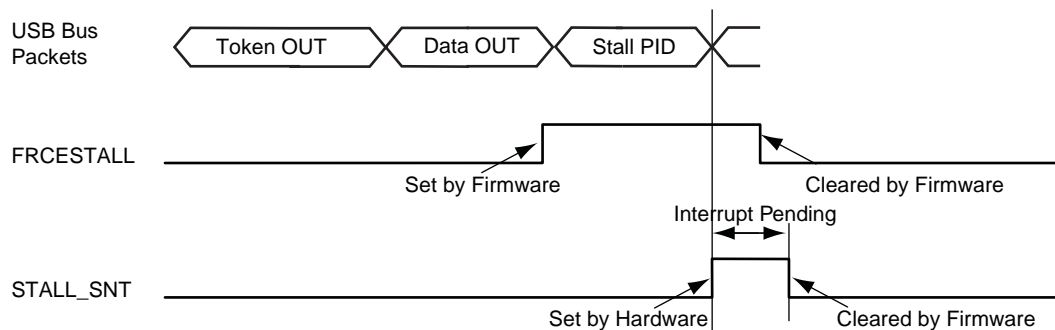 USB Bus
Packets
Token OUT
Data OUT
Stall PID
FRCESTALL
Set by Firmware
Cleared by Firmware
Interrupt Pending
STALL_SNT
Set by Hardware
Cleared by Firmware